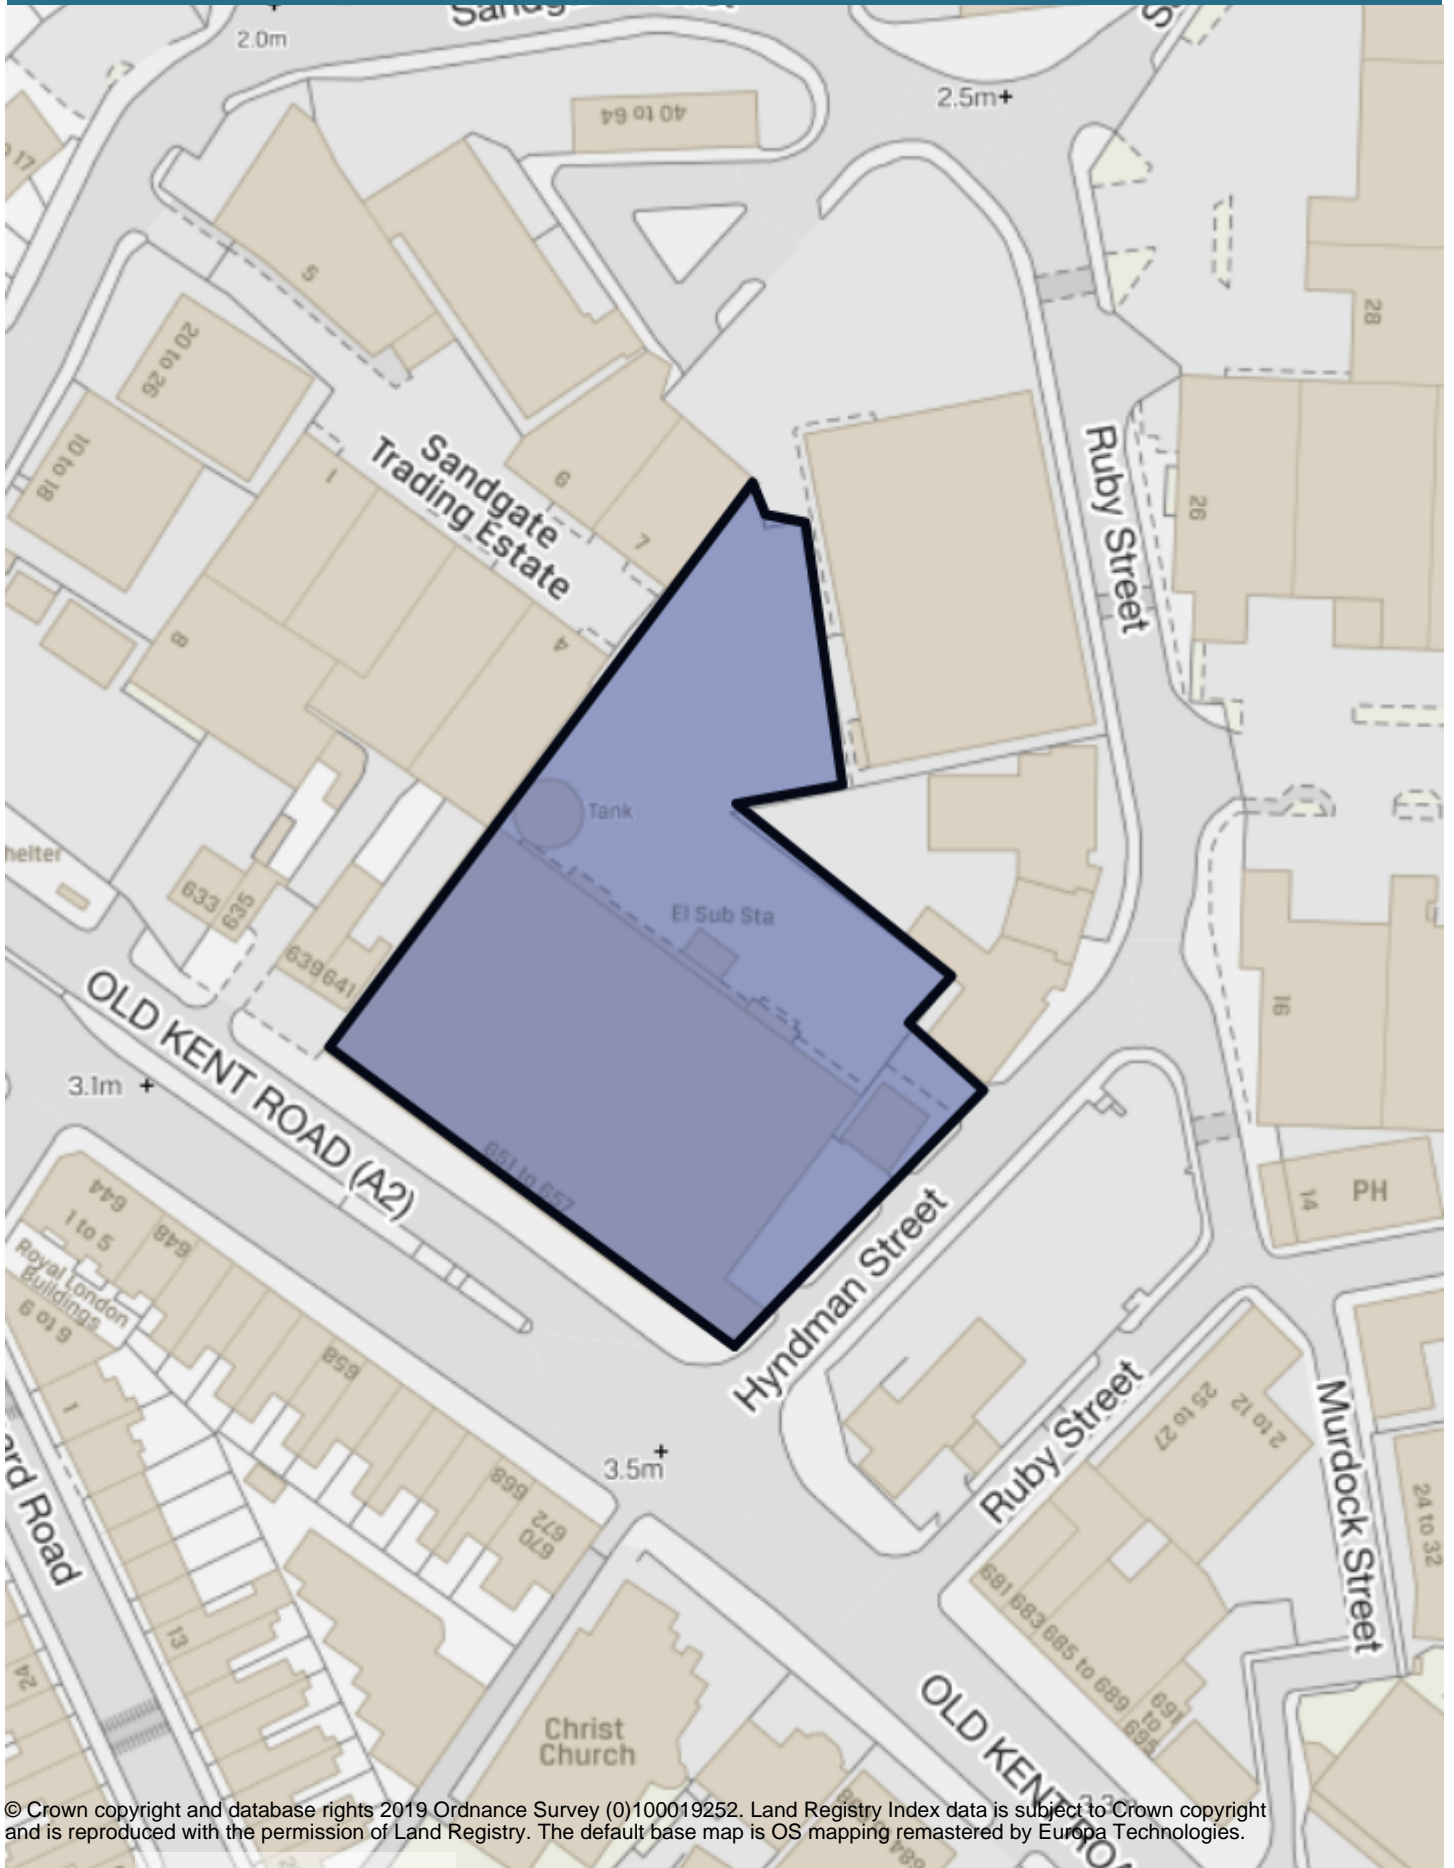 2.0m
2.5m
40 to 64
5
28
20 to 26
10 to 18
1
Sandgate
Trading Estate
6
7
Ruby Street
26
8
4
Tank
helter
633
635
El Sub Sta
639
641
16
OLD KENT ROAD (A2)
3.1m
651 to 657
Hyndman Street
14
PH
644
1 to 5
648
Royal London
Buildings
6 to 9
658
1
3.5m
668
672
670
Ruby Street
25 to 27
2 to 12
Murdock Street
24 to 32
ard Road
13
24
681
683
685 to 689
691
to
695
Christ
Church
OLD KENT ROA
© Crown copyright and database rights 2019 Ordnance Survey (0)100019252. Land Registry Index data is subject to Crown copyright
and is reproduced with the permission of Land Registry. The default base map is OS mapping remastered by Europa Technologies.